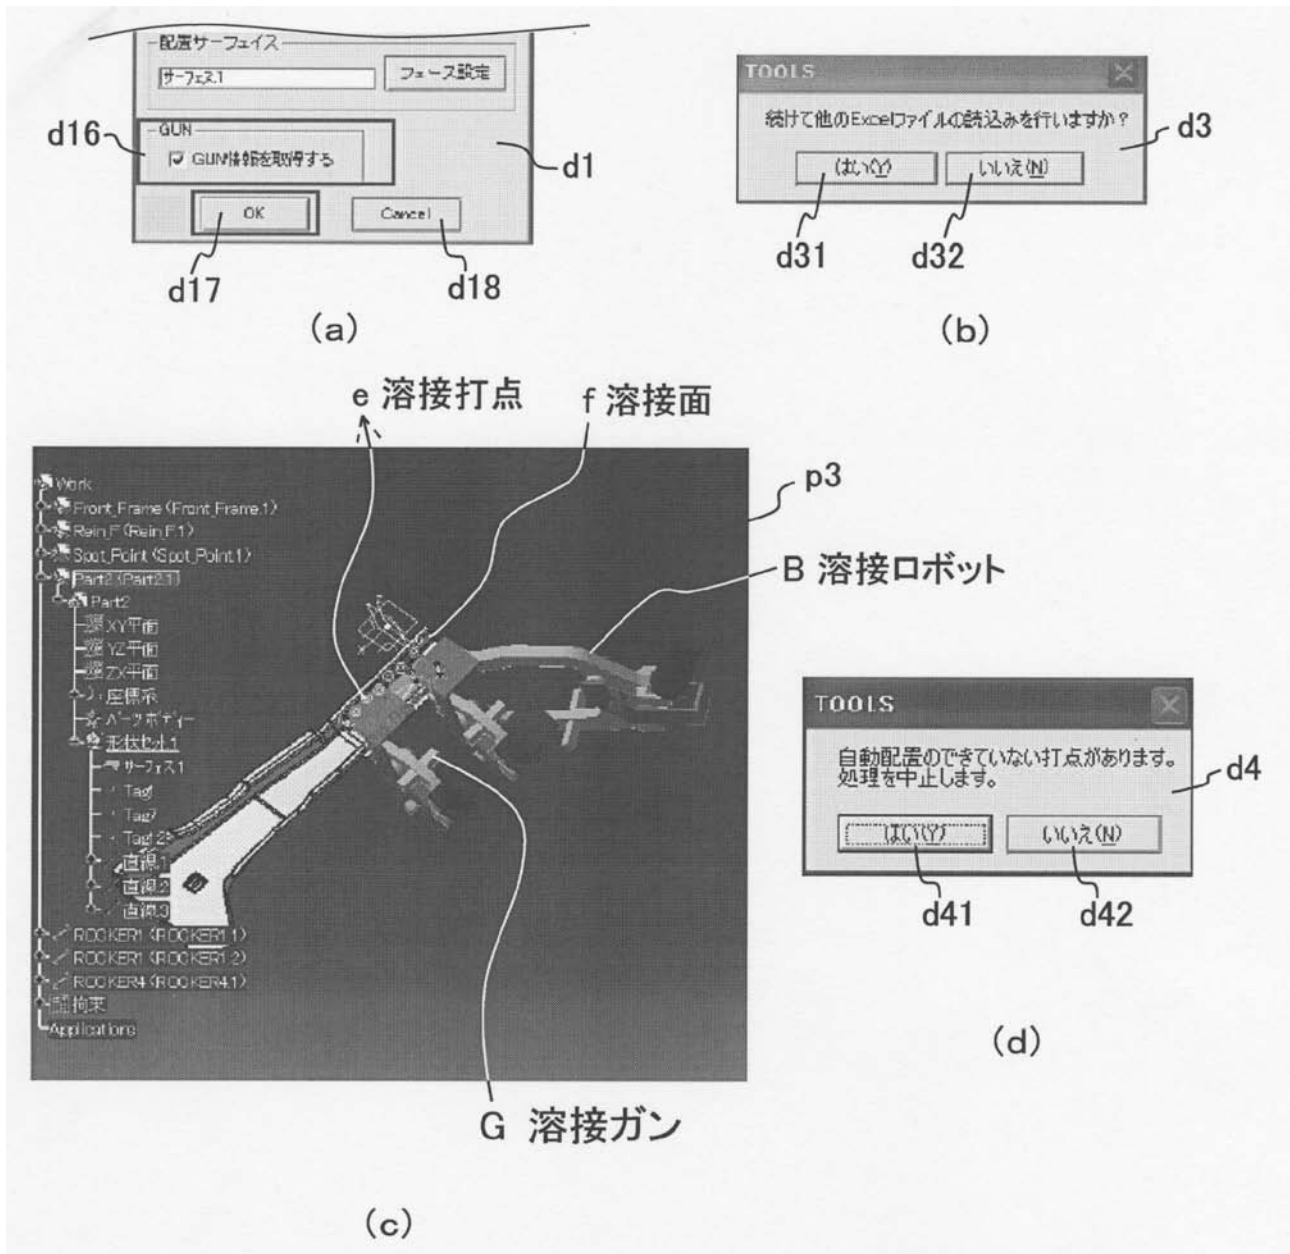 配置サーフェイス
サーフェス.1
フェース設定
d16
GUN
GUN情報を取得する
d1
OK
Cancel
d17
d18
(a)
TOOLS
続けて他のExcelファイルの読込みを行いますか？
d3
はい(Y)
いいえ(N)
d31
d32
(b)
e 溶接打点
f 溶接面
p3
B 溶接ロボット
Work
Front_Frame (Front_Frame.1)
Rein_F (Rein_F.1)
Spot_Point (Spot_Point.1)
Part2 (Part2.1)
Part2
XY平面
YZ平面
ZX平面
座標系
パーツボディー
形状セット.1
サーフェス.1
Tag1
Tag7
Tag1.25
直線.1
直線.2
直線.3
ROCKER1 (ROCKER1.1)
ROCKER1 (ROCKER1.2)
ROCKER4 (ROCKER4.1)
拘束
Applications
G 溶接ガン
(c)
TOOLS
自動配置のできていない打点があります。
処理を中止します。
d4
はい(Y)
いいえ(N)
d41
d42
(d)